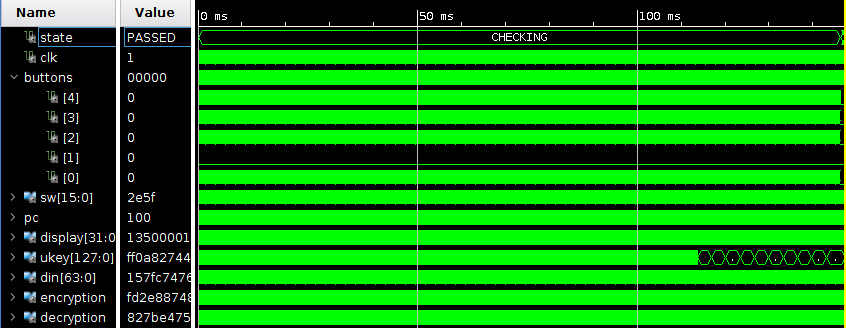 Name Value 0 ms 50 ms 100 ms
state PASSED CHECKING
clk 1
buttons 00000
[4] 0
[3] 0
[2] 0
[1] 0
[0] 0
sw[15:0] 2e5f
pc 100
display[31:0 13500001
ukey[127:0] ff0a82744
din[63:0] 157fc7476
encryption fd2e88748
decryption 827be475